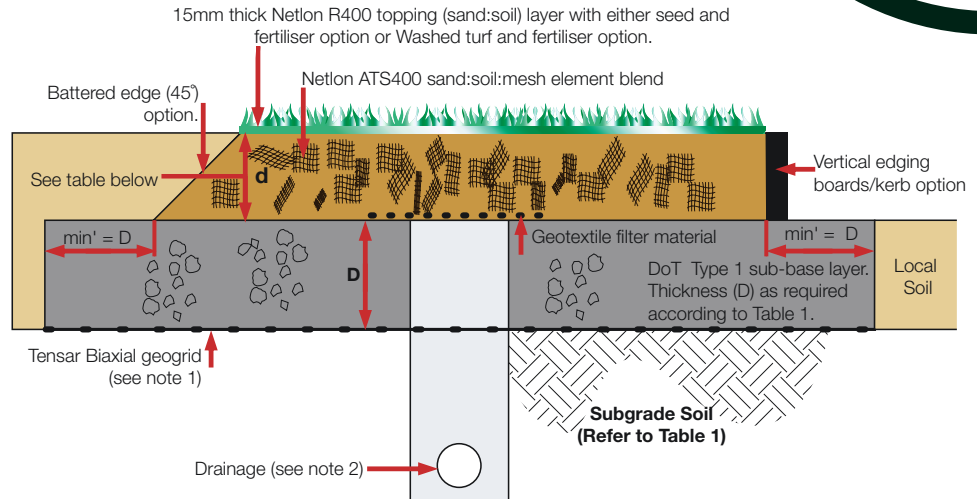 15mm thick Netlon R400 topping (sand:soil) layer with either seed and
fertiliser option or Washed turf and fertiliser option.
Netlon ATS400 sand:soil:mesh element blend
Battered edge (45°)
option.
See table below
d
Vertical edging
boards/kerb option
min' = D
Geotextile filter material
min' = D
D
DoT Type 1 sub-base layer.
Thickness (D) as required
according to Table 1.
Local
Soil
Tensar Biaxial geogrid
(see note 1)
Subgrade Soil
(Refer to Table 1)
Drainage (see note 2)